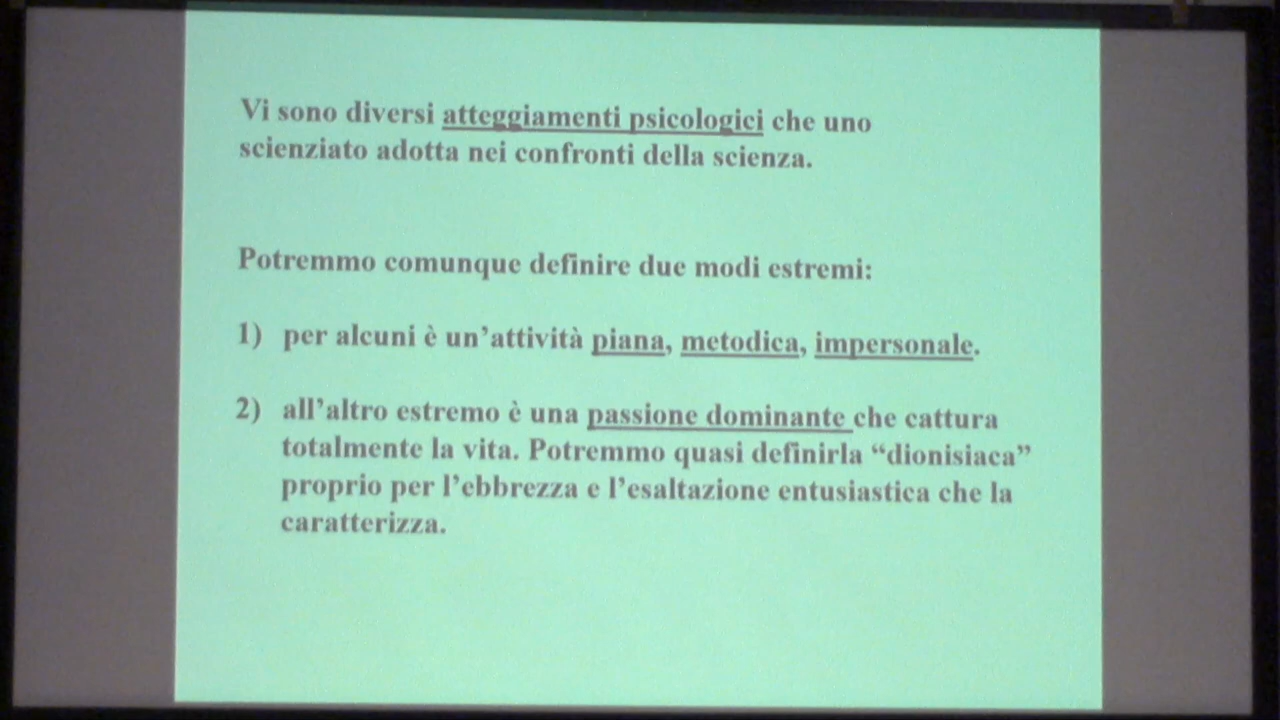 Vi sono diversi atteggiamenti psicologici che uno
scienziato adotta nei confronti della scienza.
Potremmo comunque definire due modi estremi:
1) per alcuni è un’attività piana, metodica, impersonale.
2) all’altro estremo è una passione dominante che cattura
totalmente la vita. Potremmo quasi definirla “dionisiaca”
proprio per l’ebbrezza e l’esaltazione entusiastica che la
caratterizza.